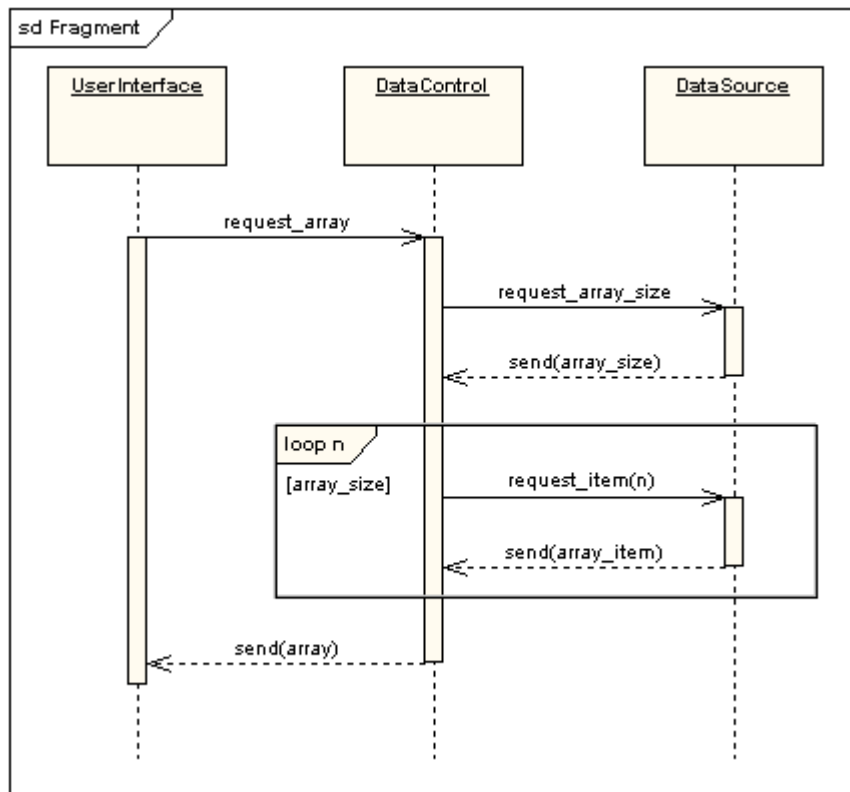 sd Fragment
UserInterface
DataControl
DataSource
request_array
request_array_size
send(array_size)
loop n
[array_size]
request_item(n)
send(array_item)
send(array)